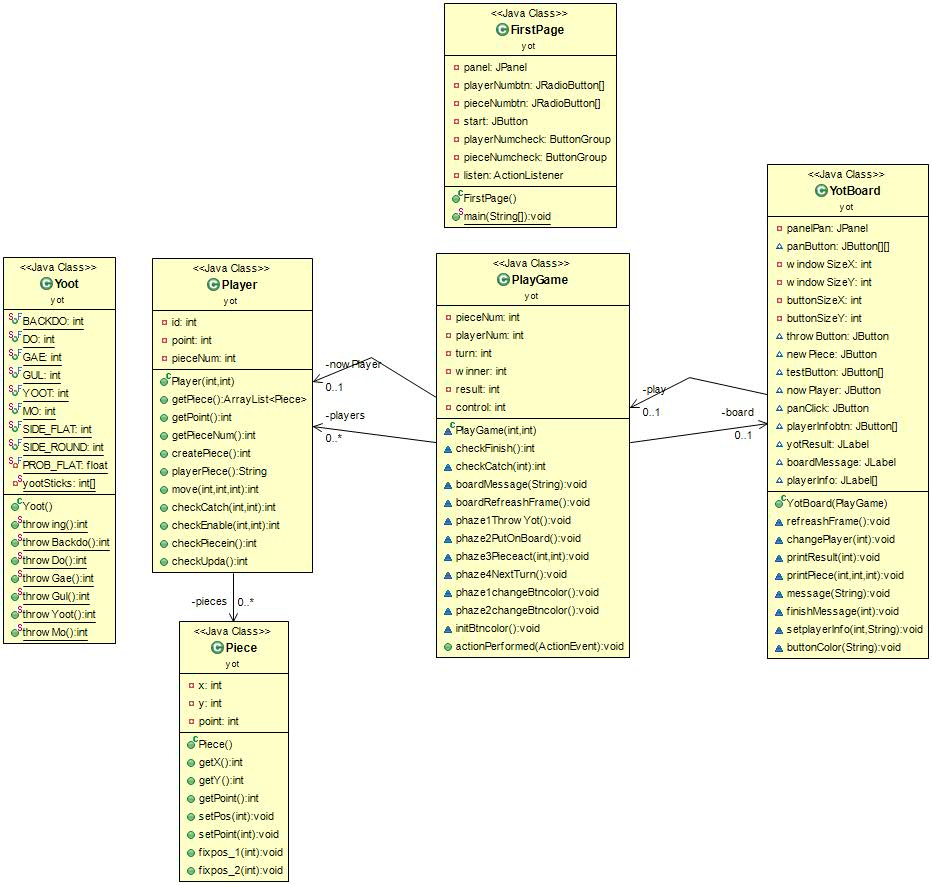 <<Java Class>>
FirstPage
yot
panel: JPanel
playerNumbtn: JRadioButton[]
pieceNumbtn: JRadioButton[]
start: JButton
playerNumcheck: ButtonGroup
pieceNumcheck: ButtonGroup
listen: ActionListener
FirstPage()
main(String[]):void
<<Java Class>>
Yoot
yot
BACKDO: int
DO: int
GAE: int
GUL: int
YOOT: int
MO: int
SIDE_FLAT: int
SIDE_ROUND: int
PROB_FLAT: float
yootSticks: int[]
Yoot()
throwing():int
throwBackdo():int
throwDo():int
throwGae():int
throwGul():int
throwYoot():int
throwMo():int
<<Java Class>>
Player
yot
id: int
point: int
pieceNum: int
Player(int,int)
getPiece():ArrayList<Piece>
getPoint():int
getPieceNum():int
createPiece():int
playerPiece():String
move(int,int,int):int
checkCatch(int,int):int
checkEnable(int,int):int
checkPiecein():int
checkUpda():int
-pieces
0..*
<<Java Class>>
Piece
yot
x: int
y: int
point: int
Piece()
getX():int
getY():int
getPoint():int
setPos(int):void
setPoint(int):void
fixpos_1(int):void
fixpos_2(int):void
-nowPlayer
0..1
-players
0..*
<<Java Class>>
PlayGame
yot
pieceNum: int
playerNum: int
turn: int
winner: int
result: int
control: int
PlayGame(int,int)
checkFinish():int
checkCatch(int):int
boardMessage(String):void
boardRefreashFrame():void
phaze1ThrowYot():void
phaze2PutOnBoard():void
phaze3Pieceact(int,int):void
phaze4NextTurn():void
phaze1changeBtncolor():void
phaze2changeBtncolor():void
initBtncolor():void
actionPerformed(ActionEvent):void
-play
0..1
-board
0..1
<<Java Class>>
YotBoard
yot
panelPan: JPanel
panButton: JButton[][]
windowSizeX: int
windowSizeY: int
buttonSizeX: int
buttonSizeY: int
throwButton: JButton
newPiece: JButton
testButton: JButton[]
nowPlayer: JButton
panClick: JButton
playerInfobtn: JButton[]
yotResult: JLabel
boardMessage: JLabel
playerInfo: JLabel[]
YotBoard(PlayGame)
refreashFrame():void
changePlayer(int):void
printResult(int):void
printPiece(int,int,int):void
message(String):void
finishMessage(int):void
setplayerInfo(int,String):void
buttonColor(String):void